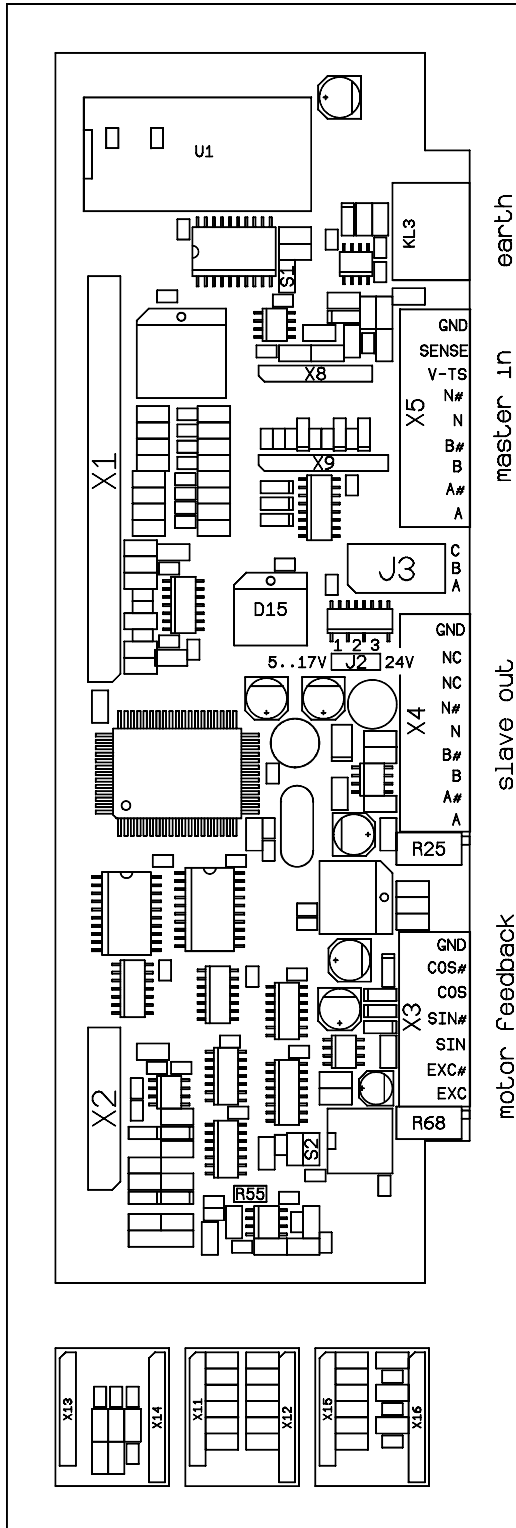 U1
KL3
earth
S1
GND
SENSE
V-TS
N#
N
B#
B
A#
A
X5
master in
X8
X1
X9
J3
C
B
A
D15
1 2 3
5..17V J2 24V
GND
NC
NC
N#
N
B#
B
A#
A
X4
slave out
R25
GND
COS#
COS
SIN#
SIN
EXC#
EXC
X3
motor feedback
X2
R68
S2
R55
X13
X14
X11
X12
X15
X16